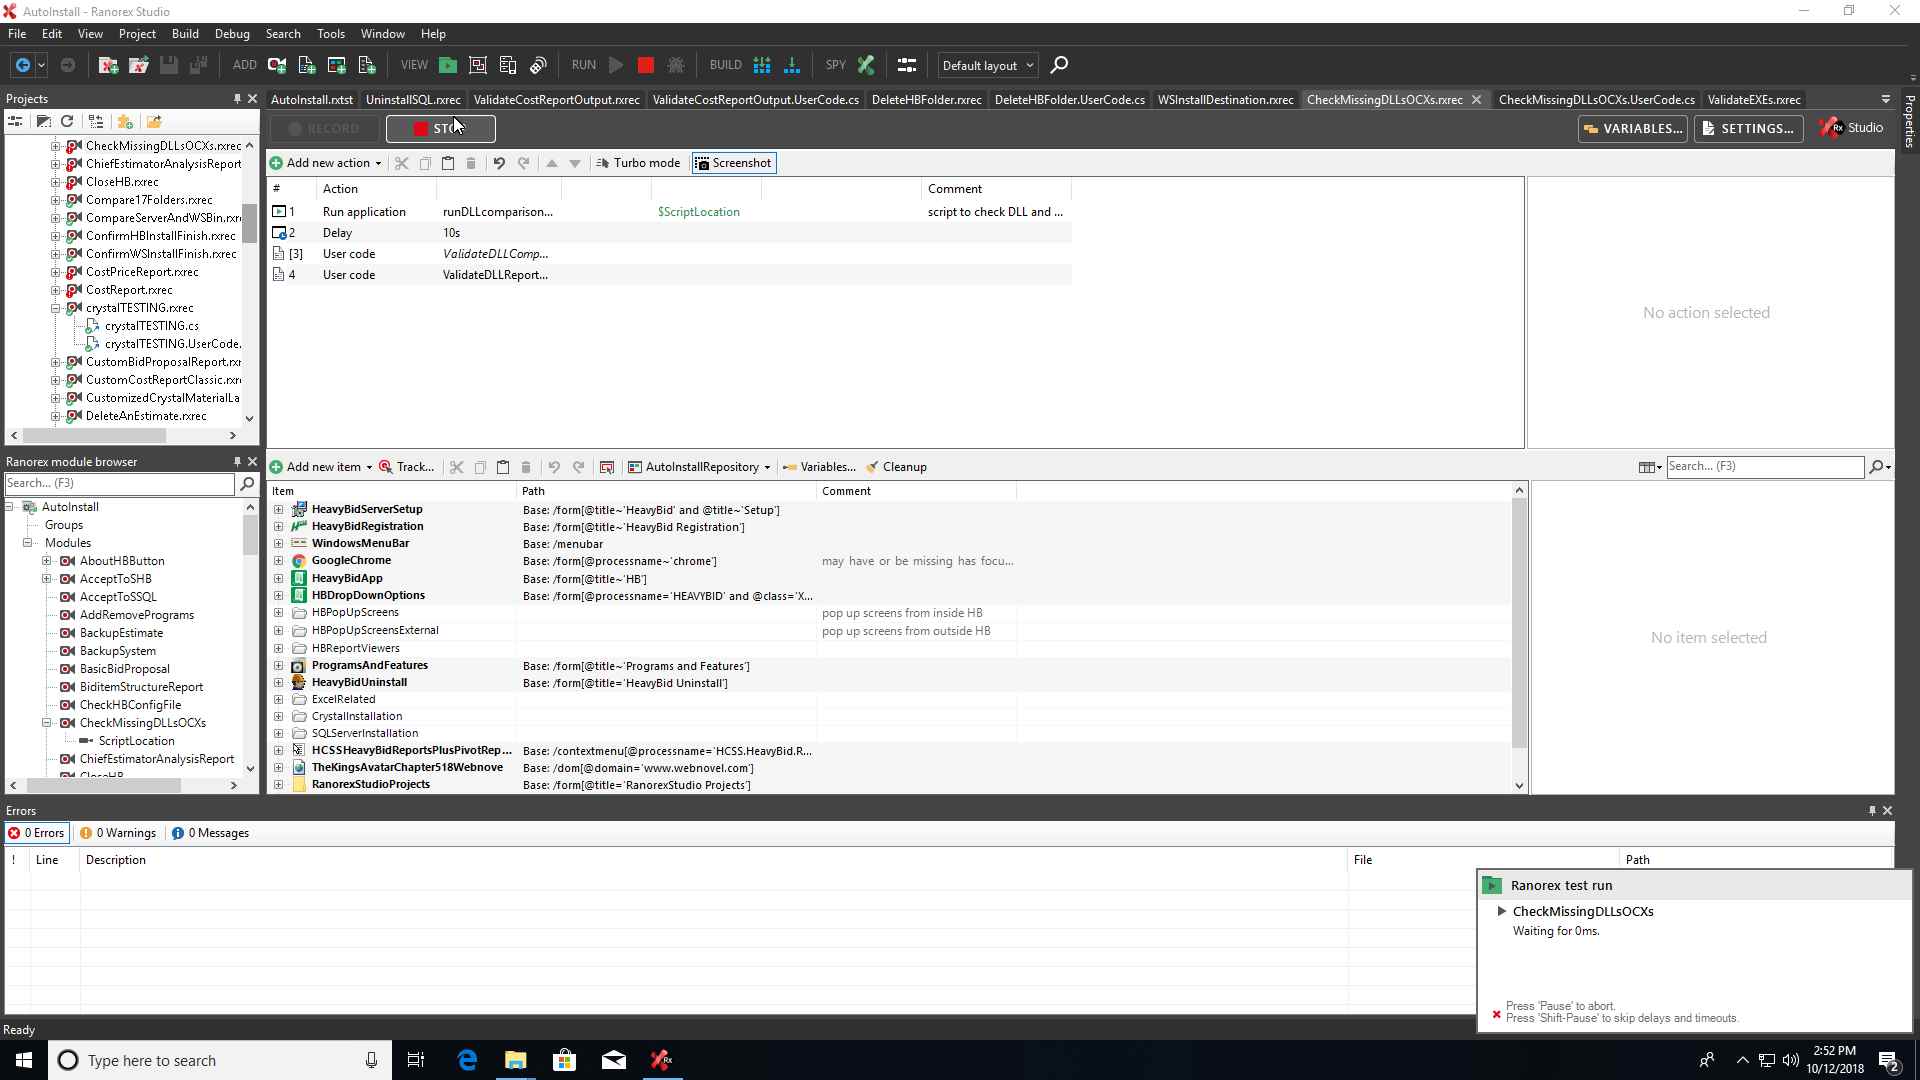 AutoInstall - Ranorex Studio
File Edit View Project Build Debug Search Tools Window Help
ADD VIEW RUN BUILD SPY Default layout
Projects
AutoInstall.rxtst UninstallSQL.rxrec ValidateCostReportOutput.rxrec ValidateCostReportOutput.UserCode.cs DeleteHBFolder.rxrec DeleteHBFolder.UserCode.cs WSInstallDestination.rxrec CheckMissingDLLsOCXs.rxrec CheckMissingDLLsOCXs.UserCode.cs ValidateEXEs.rxrec
Properties
RECORD VARIABLES... SETTINGS... Rx Studio
CheckMissingDLLsOCXs.rxrec
ChiefEstimatorAnalysisReport
CloseHB.rxrec
Compare17Folders.rxrec
CompareServerAndWSBin.rxr
ConfirmHBInstallFinish.rxrec
ConfirmWSInstallFinish.rxrec
CostPriceReport.rxrec
CostReport.rxrec
crystalTESTING.rxrec
crystalTESTING.cs
crystalTESTING.UserCode.
CustomBidProposalReport.rxr
CustomCostReportClassic.rxr
CustomizedCrystalMaterialLa
DeleteAnEstimate.rxrec
Add new action Turbo mode Screenshot
# Action Comment
1 Run application runDLLcomparison... $ScriptLocation script to check DLL and ...
2 Delay 10s
[3] User code ValidateDLLComp...
4 User code ValidateDLLReport...
No action selected
Ranorex module browser
Search... (F3)
AutoInstall
Groups
Modules
AboutHBButton
AcceptToSHB
AcceptToSSQL
AddRemovePrograms
BackupEstimate
BackupSystem
BasicBidProposal
BiditemStructureReport
CheckHBConfigFile
CheckMissingDLLsOCXs
ScriptLocation
ChiefEstimatorAnalysisReport
CloseHB
Add new item Track... AutoInstallRepository Variables... Cleanup Search... (F3)
Item Path Comment
HeavyBidServerSetup Base: /form[@title~'HeavyBid' and @title~'Setup']
HeavyBidRegistration Base: /form[@title~'HeavyBid Registration']
WindowsMenuBar Base: /menubar
GoogleChrome Base: /form[@processname~'chrome'] may have or be missing has focu...
HeavyBidApp Base: /form[@title~'HB']
HBDropDownOptions Base: /form[@processname='HEAVYBID' and @class='X...
HBPopUpScreens pop up screens from inside HB
HBPopUpScreensExternal pop up screens from outside HB
HBReportViewers
ProgramsAndFeatures Base: /form[@title~'Programs and Features']
HeavyBidUninstall Base: /form[@title='HeavyBid Uninstall']
ExcelRelated
CrystalInstallation
SQLServerInstallation
HCSSHeavyBidReportsPlusPivotRep... Base: /contextmenu[@processname='HCSS.HeavyBid.R...
TheKingsAvatarChapter518Webnove Base: /dom[@domain='www.webnovel.com']
RanorexStudioProjects Base: /form[@title='RanorexStudio Projects']
No item selected
Errors
0 Errors 0 Warnings 0 Messages
! Line Description File Path
Ranorex test run
CheckMissingDLLsOCXs
Waiting for 0ms.
Press 'Pause' to abort.
Press 'Shift-Pause' to skip delays and timeouts.
Ready
Type here to search
2:52 PM
10/12/2018
2